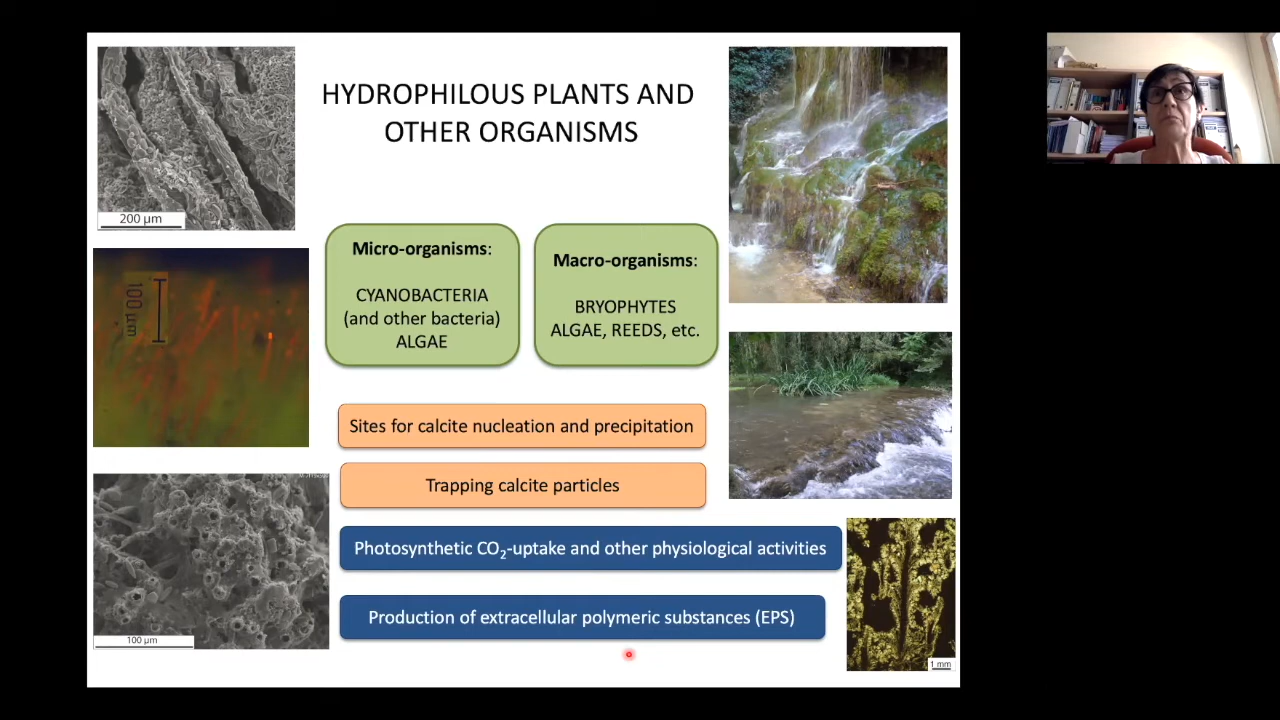 HYDROPHILOUS PLANTS AND
OTHER ORGANISMS
200 µm
Micro-organisms:
CYANOBACTERIA
(and other bacteria)
ALGAE
Macro-organisms:
BRYOPHYTES
ALGAE, REEDS, etc.
100 µm
Sites for calcite nucleation and precipitation
Trapping calcite particles
Photosynthetic CO₂-uptake and other physiological activities
Production of extracellular polymeric substances (EPS)
100 µm
1 mm